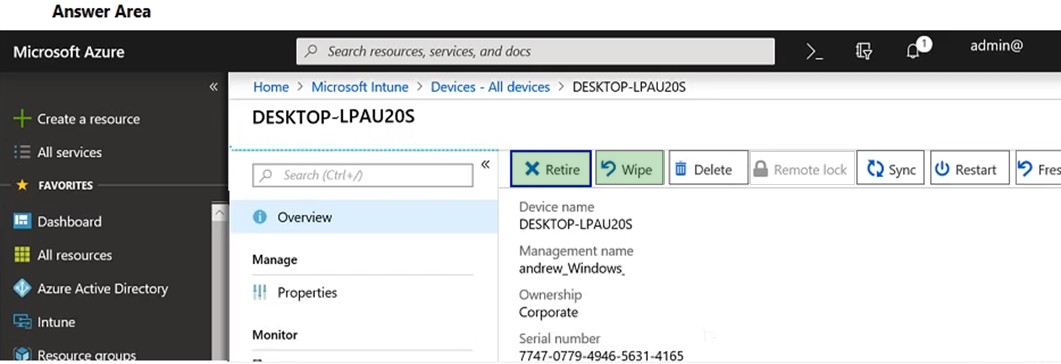 Answer Area
Microsoft Azure
Search resources, services, and docs
1
admin@
Home > Microsoft Intune > Devices - All devices > DESKTOP-LPAU20S
DESKTOP-LPAU20S
Create a resource
All services
FAVORITES
Dashboard
All resources
Azure Active Directory
Intune
Resource groups
Search (Ctrl+/)
Overview
Manage
Properties
Monitor
Retire Wipe Delete Remote lock Sync Restart Fres
Device name
DESKTOP-LPAU20S
Management name
andrew_Windows_
Ownership
Corporate
Serial number
7747-0779-4946-5631-4165